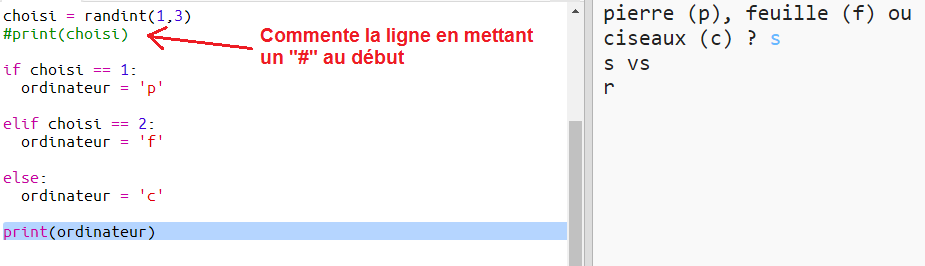 choisi = randint(1,3)
#print(choisi)
Commente la ligne en mettant
un "#" au début
if choisi == 1:
  ordinateur = 'p'
elif choisi == 2:
  ordinateur = 'f'
else:
  ordinateur = 'c'
print(ordinateur)
pierre (p), feuille (f) ou
ciseaux (c) ? s
s vs
r